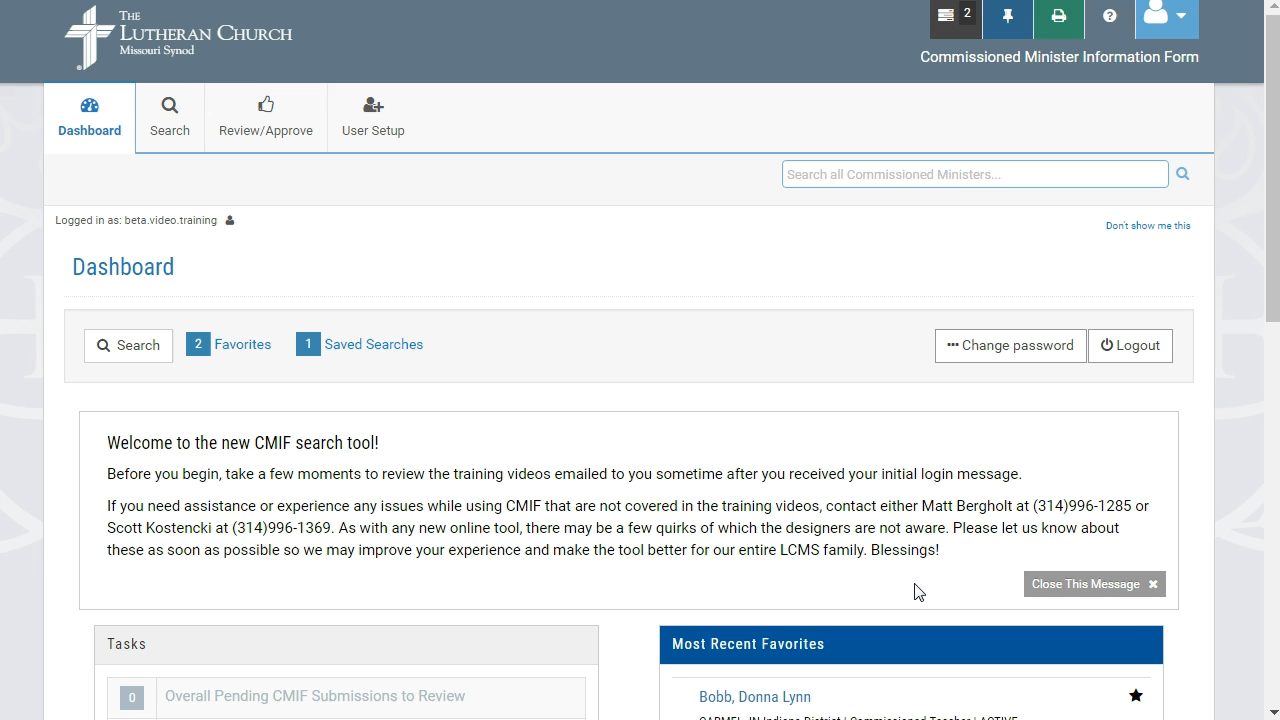 THE
LUTHERAN CHURCH
Missouri Synod
2
Commissioned Minister Information Form
Dashboard
Search
Review/Approve
User Setup
Search all Commissioned Ministers...
Logged in as: beta.video.training
Don't show me this
Dashboard
Search
2 Favorites
1 Saved Searches
Change password
Logout
Welcome to the new CMIF search tool!
Before you begin, take a few moments to review the training videos emailed to you sometime after you received your initial login message.
If you need assistance or experience any issues while using CMIF that are not covered in the training videos, contact either Matt Bergholt at (314)996-1285 or
Scott Kostencki at (314)996-1369. As with any new online tool, there may be a few quirks of which the designers are not aware. Please let us know about
these as soon as possible so we may improve your experience and make the tool better for our entire LCMS family. Blessings!
Close This Message
Tasks
0 Overall Pending CMIF Submissions to Review
Most Recent Favorites
Bobb, Donna Lynn
CARMEL, IN Indiana District | Commissioned Teacher | ACTIVE